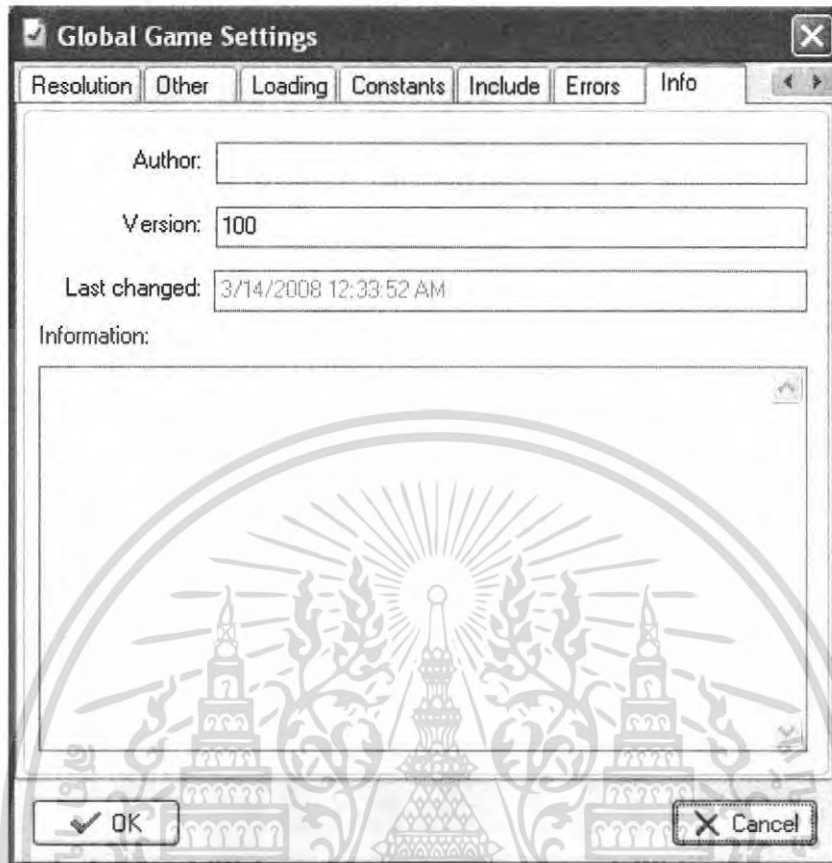 Global Game Settings
Resolution Other Loading Constants Include Errors Info
Author:
Version: 100
Last changed: 3/14/2008 12:33:52 AM
Information:
OK Cancel